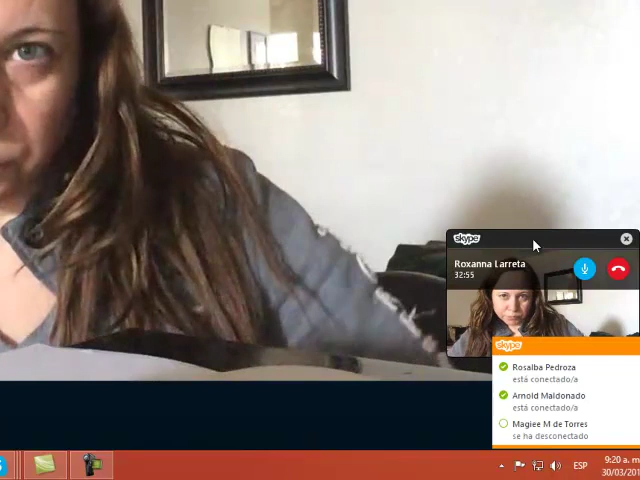 skype
Roxanna Larreta
32:55
skype
Rosalba Pedroza
está conectado/a
Arnold Maldonado
está conectado/a
Magiee M de Torres
se ha desconectado
ESP
9:20 a. m
30/03/201